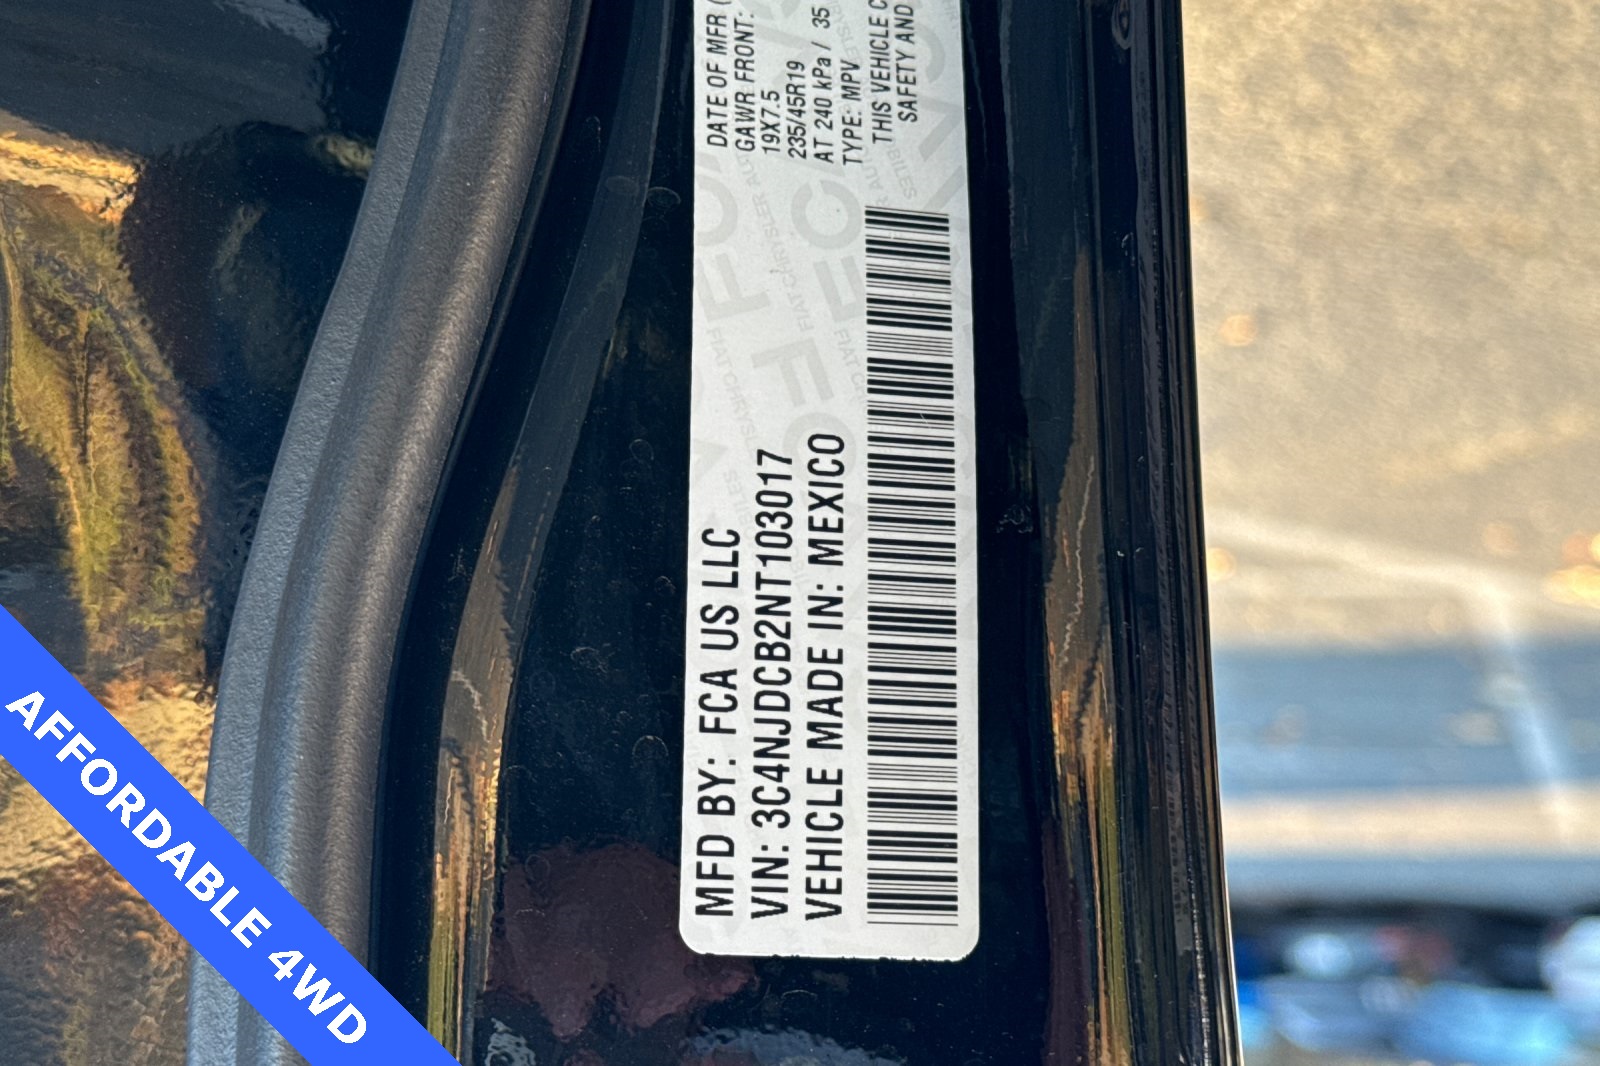 MFD BY: FCA US LLC
VIN: 3C4NJDCB2NT103017
VEHICLE MADE IN: MEXICO
DATE OF MFR (
GAWR FRONT:
19X7.5
235/45R19
AT 240 kPa / 35
TYPE: MPV
THIS VEHICLE C
SAFETY AND
AFFORDABLE 4WD